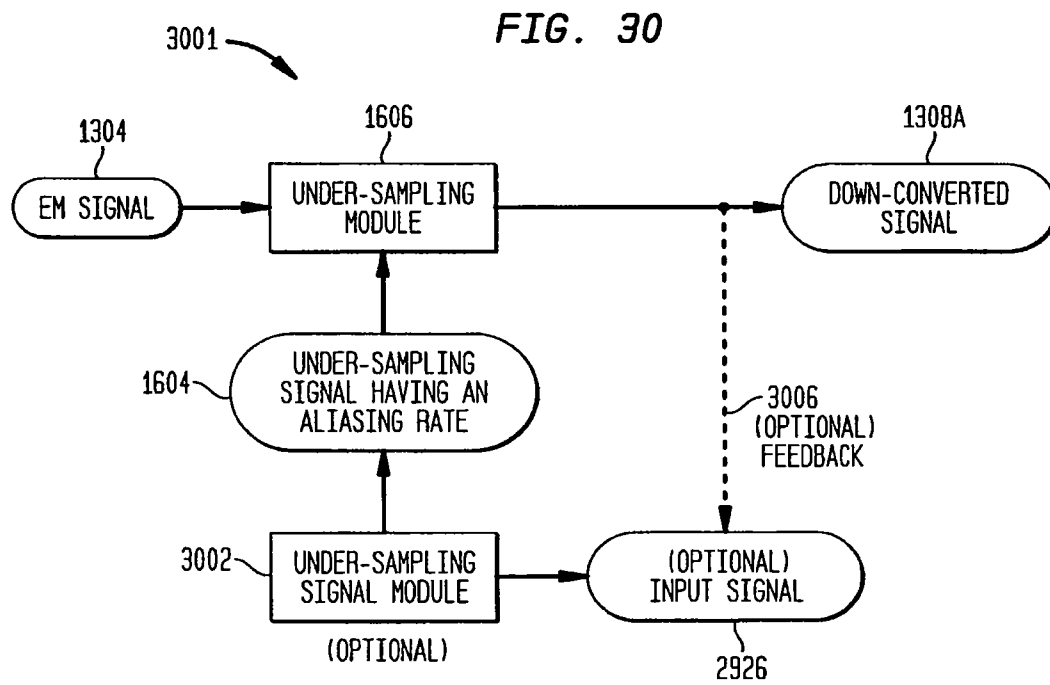 FIG. 30
3001
1304
1606
1308A
EM SIGNAL
UNDER-SAMPLING
MODULE
DOWN-CONVERTED
SIGNAL
1604
UNDER-SAMPLING
SIGNAL HAVING AN
ALIASING RATE
3006
(OPTIONAL)
FEEDBACK
3002
UNDER-SAMPLING
SIGNAL MODULE
(OPTIONAL)
(OPTIONAL)
INPUT SIGNAL
2926